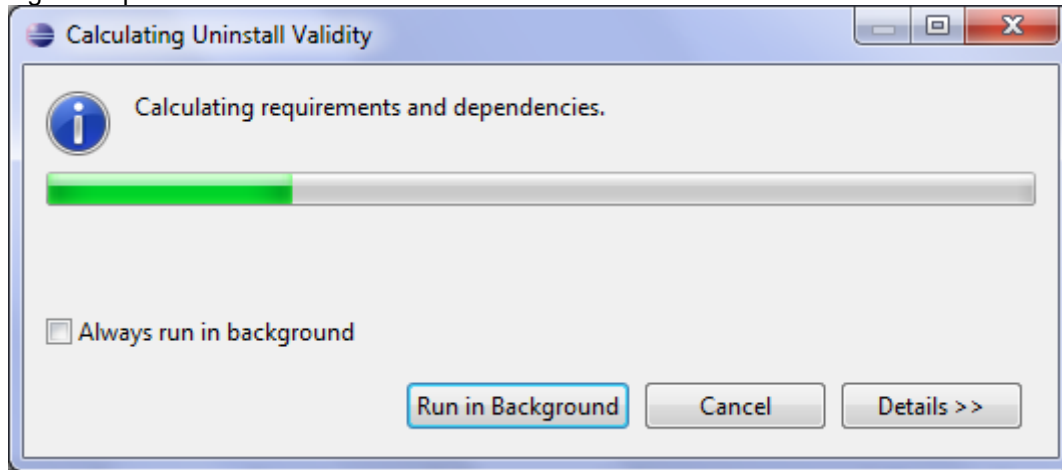 Calculating Uninstall Validity
Calculating requirements and dependencies.
Always run in background
Run in Background Cancel Details >>